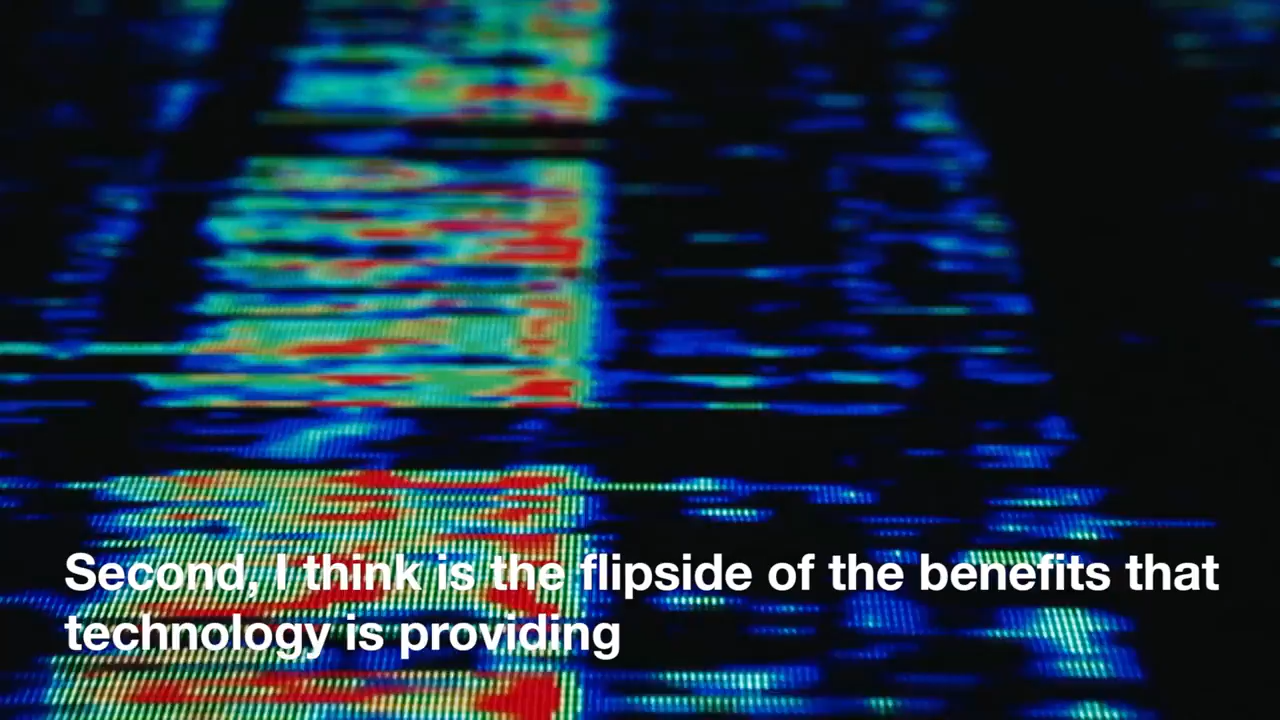 Second, I think is the flipside of the benefits that
technology is providing